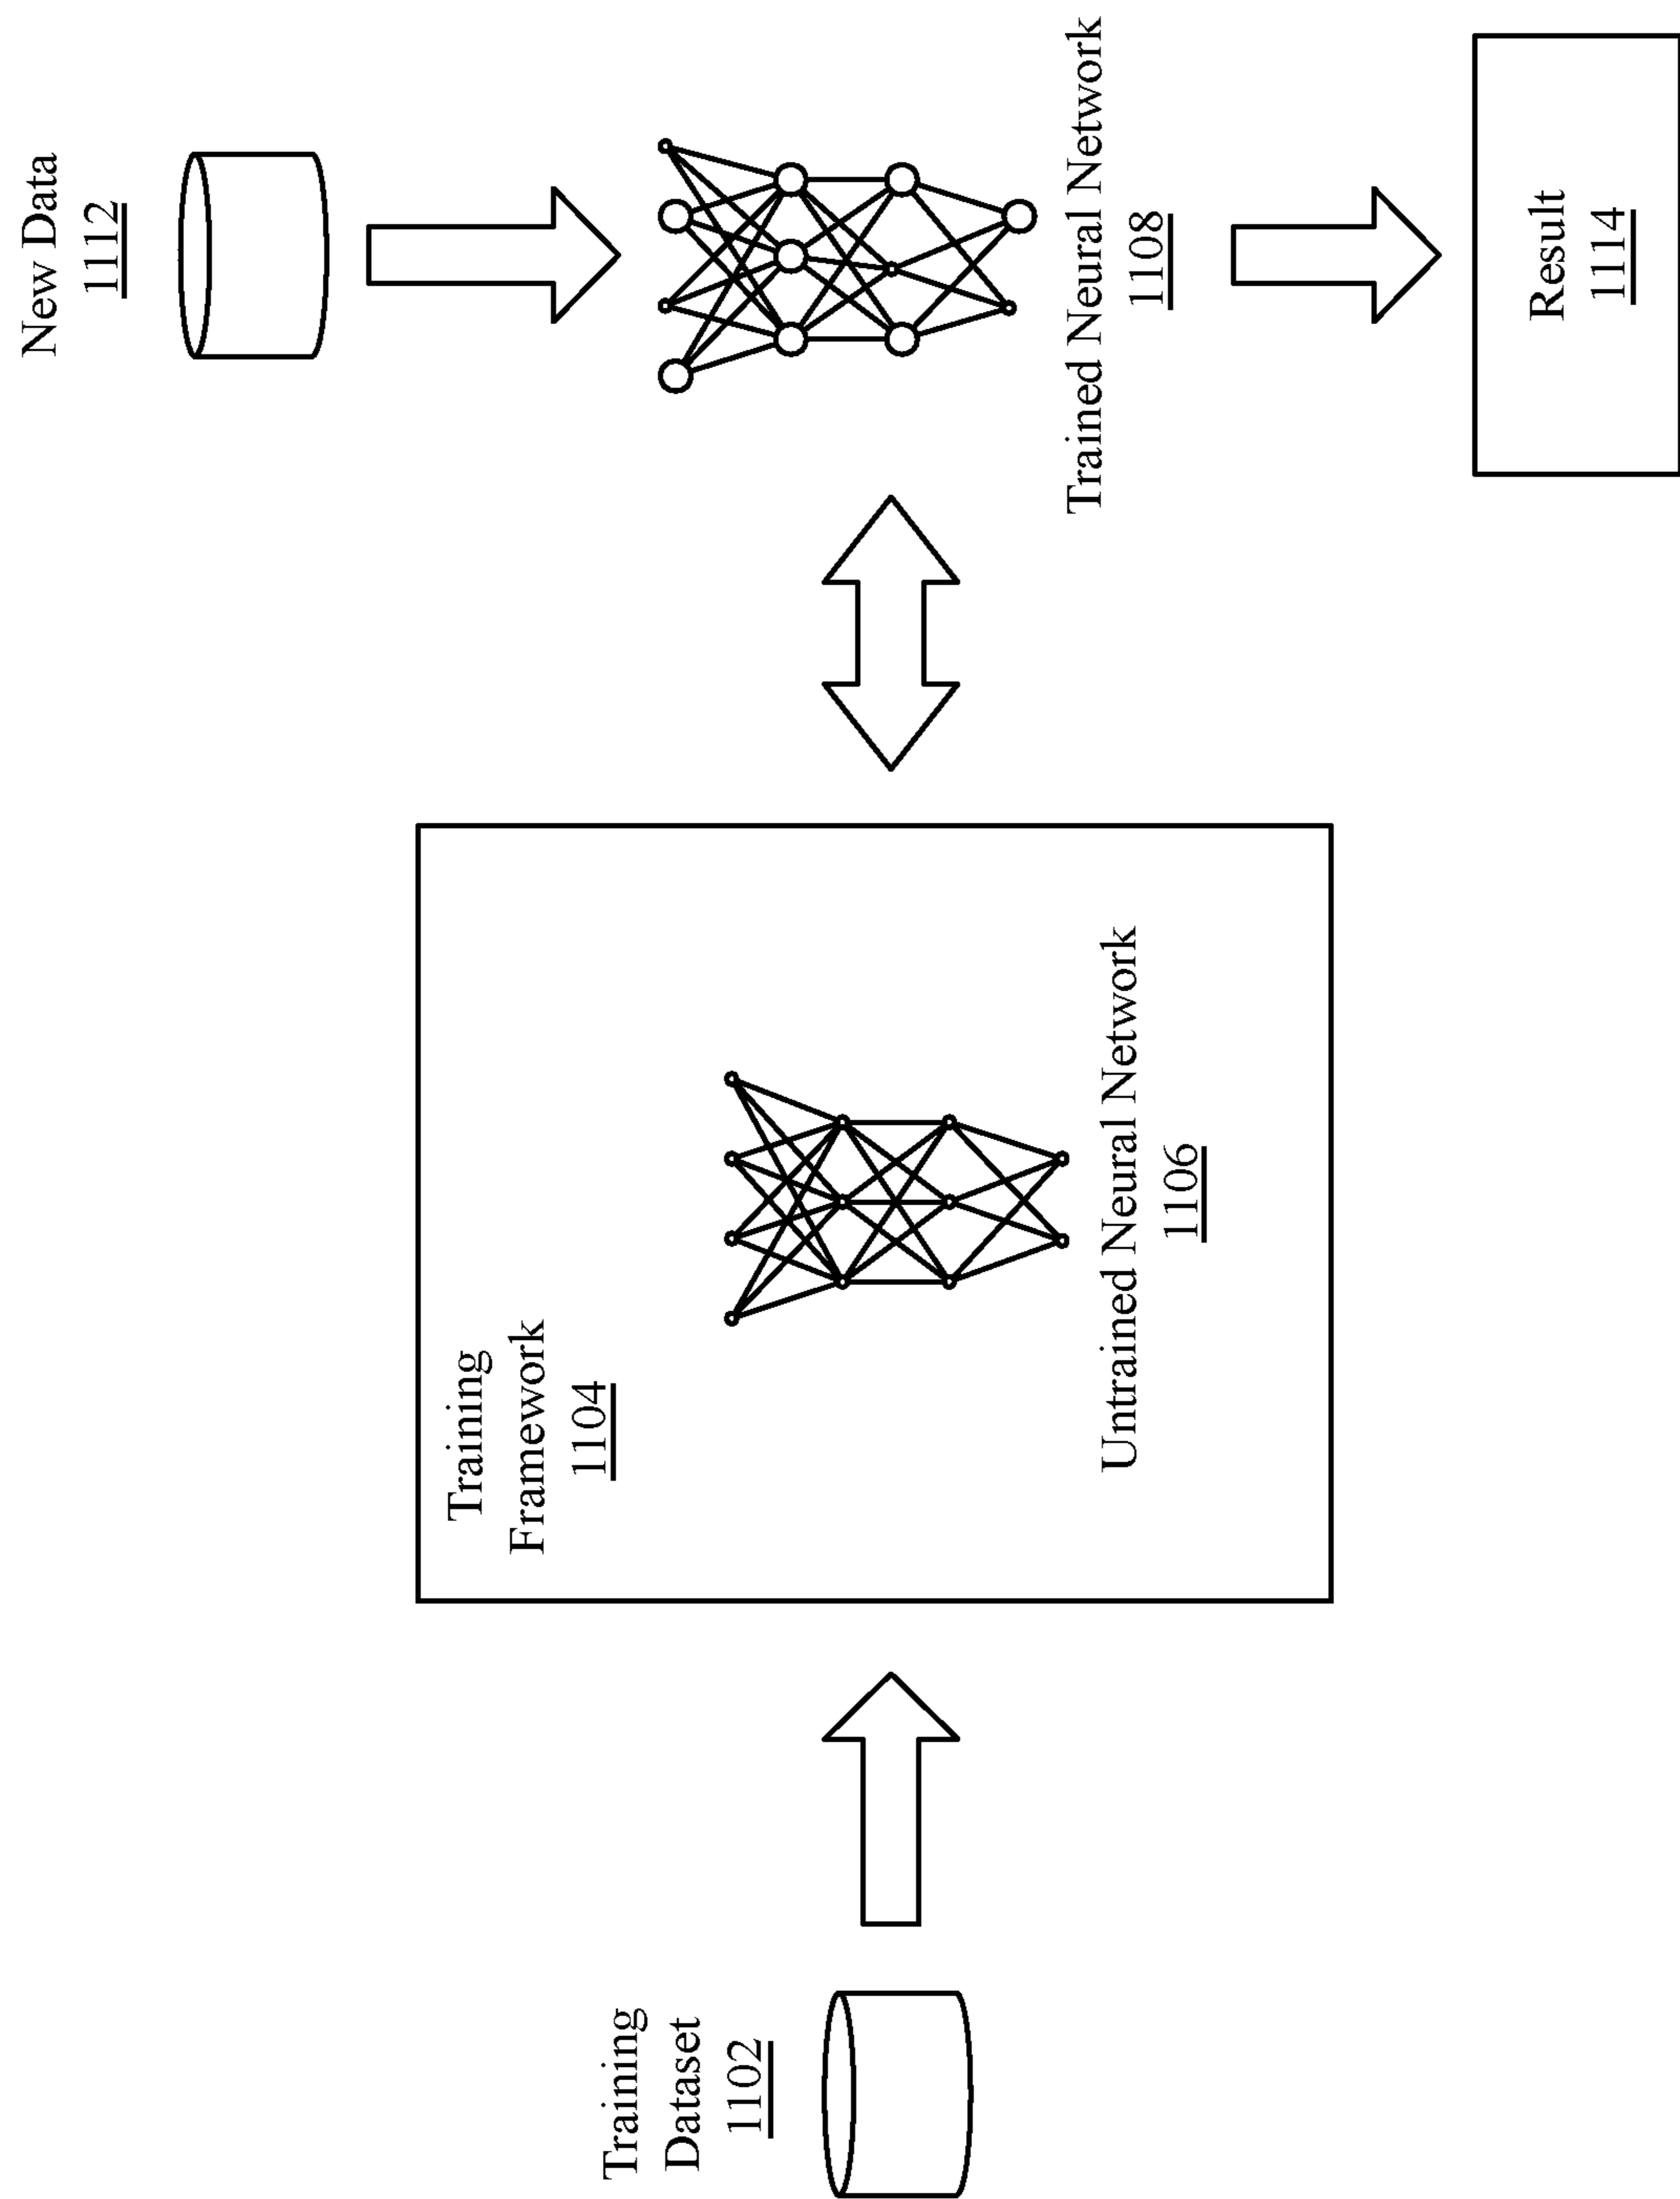 Training
Dataset
1102
Training
Framework
1104
Untrained Neural Network
1106
New Data
1112
Trained Neural Network
1108
Result
1114